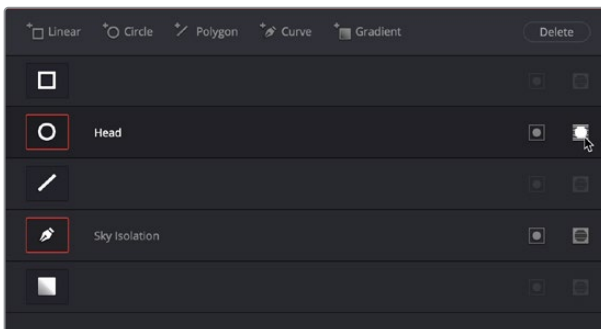 Linear Circle Polygon Curve Gradient Delete
Head
Sky Isolation